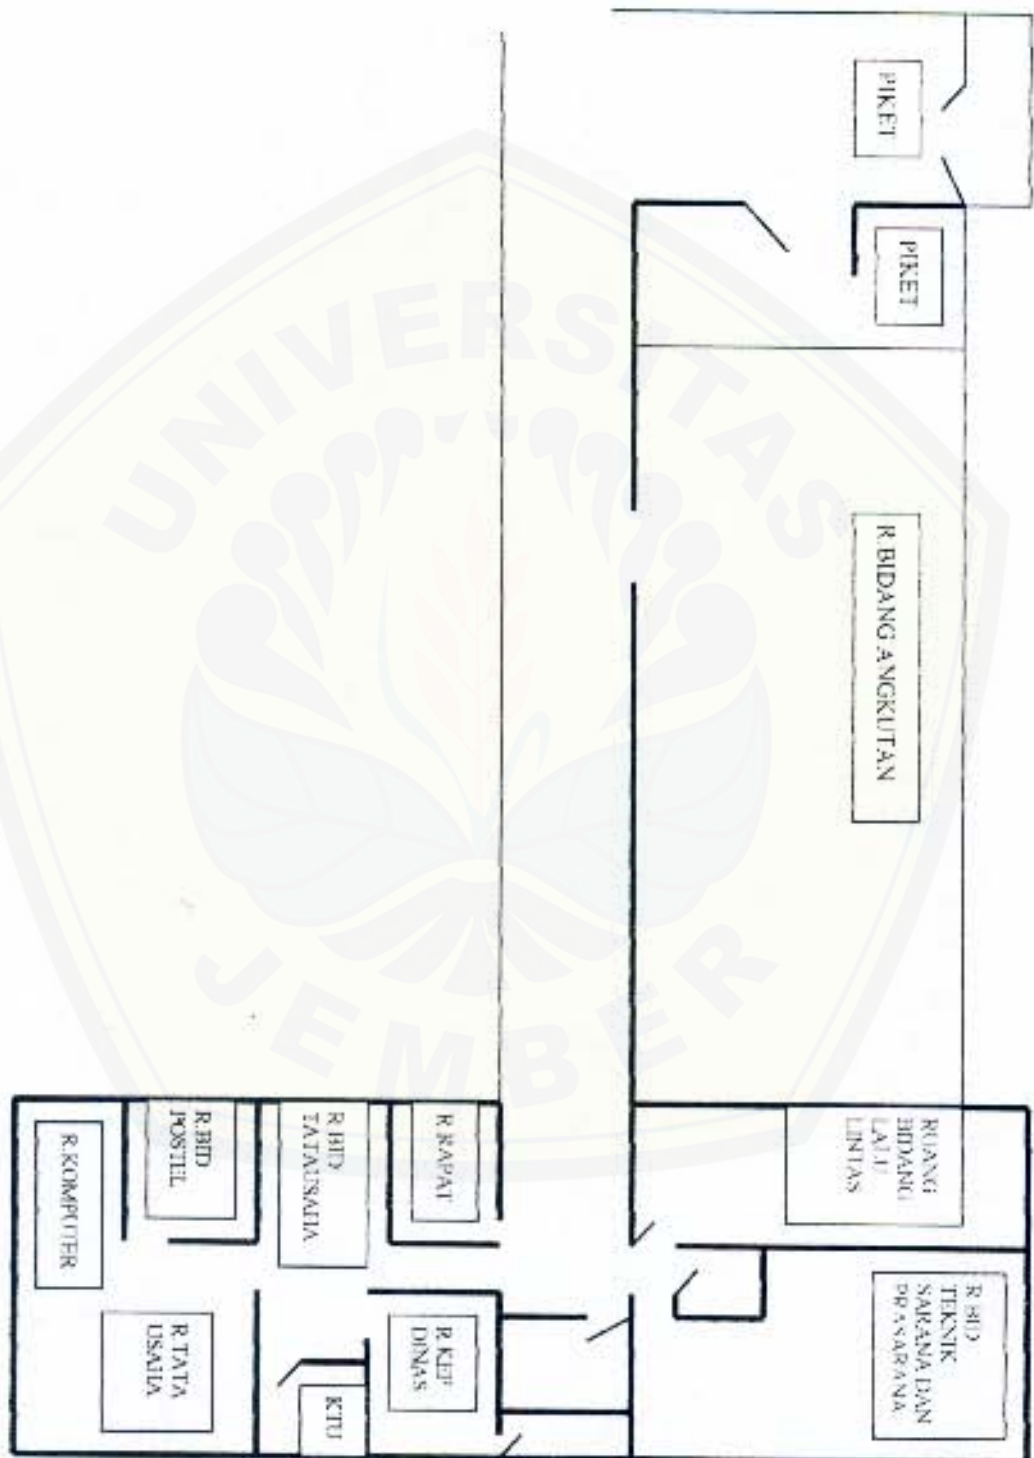 PIKET
PIKET
R.BIDANG ANGKUTAN
RUANG
BIDANG
LALU
LINTAS
R BID
TEKNIK
SARANA DAN
PRASARANA
R.RAPAT
R.BID
TATAUSAHA
R.BID
POSTEL
R.KOMPUTER
R.KEP
DINAS
KTU
R.TATA
USAHA
UNIVERSITAS
JEMBER